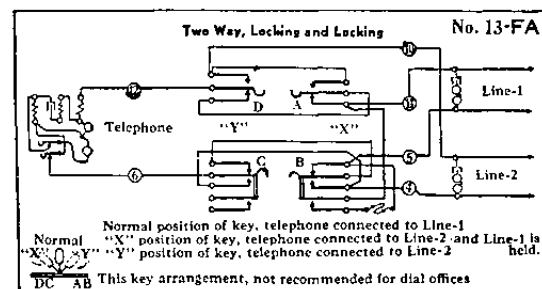 Two Way, Locking and Locking
No. 13-FA
Line-1
D A
Telephone
"Y" "X"
C B
5
6
4
Line-2
Normal position of key, telephone connected to Line-1
"X" position of key, telephone connected to Line-2 and Line-1 is held.
"Y" position of key, telephone connected to Line-2
Normal
"X" "Y"
DC AB
This key arrangement, not recommended for dial offices